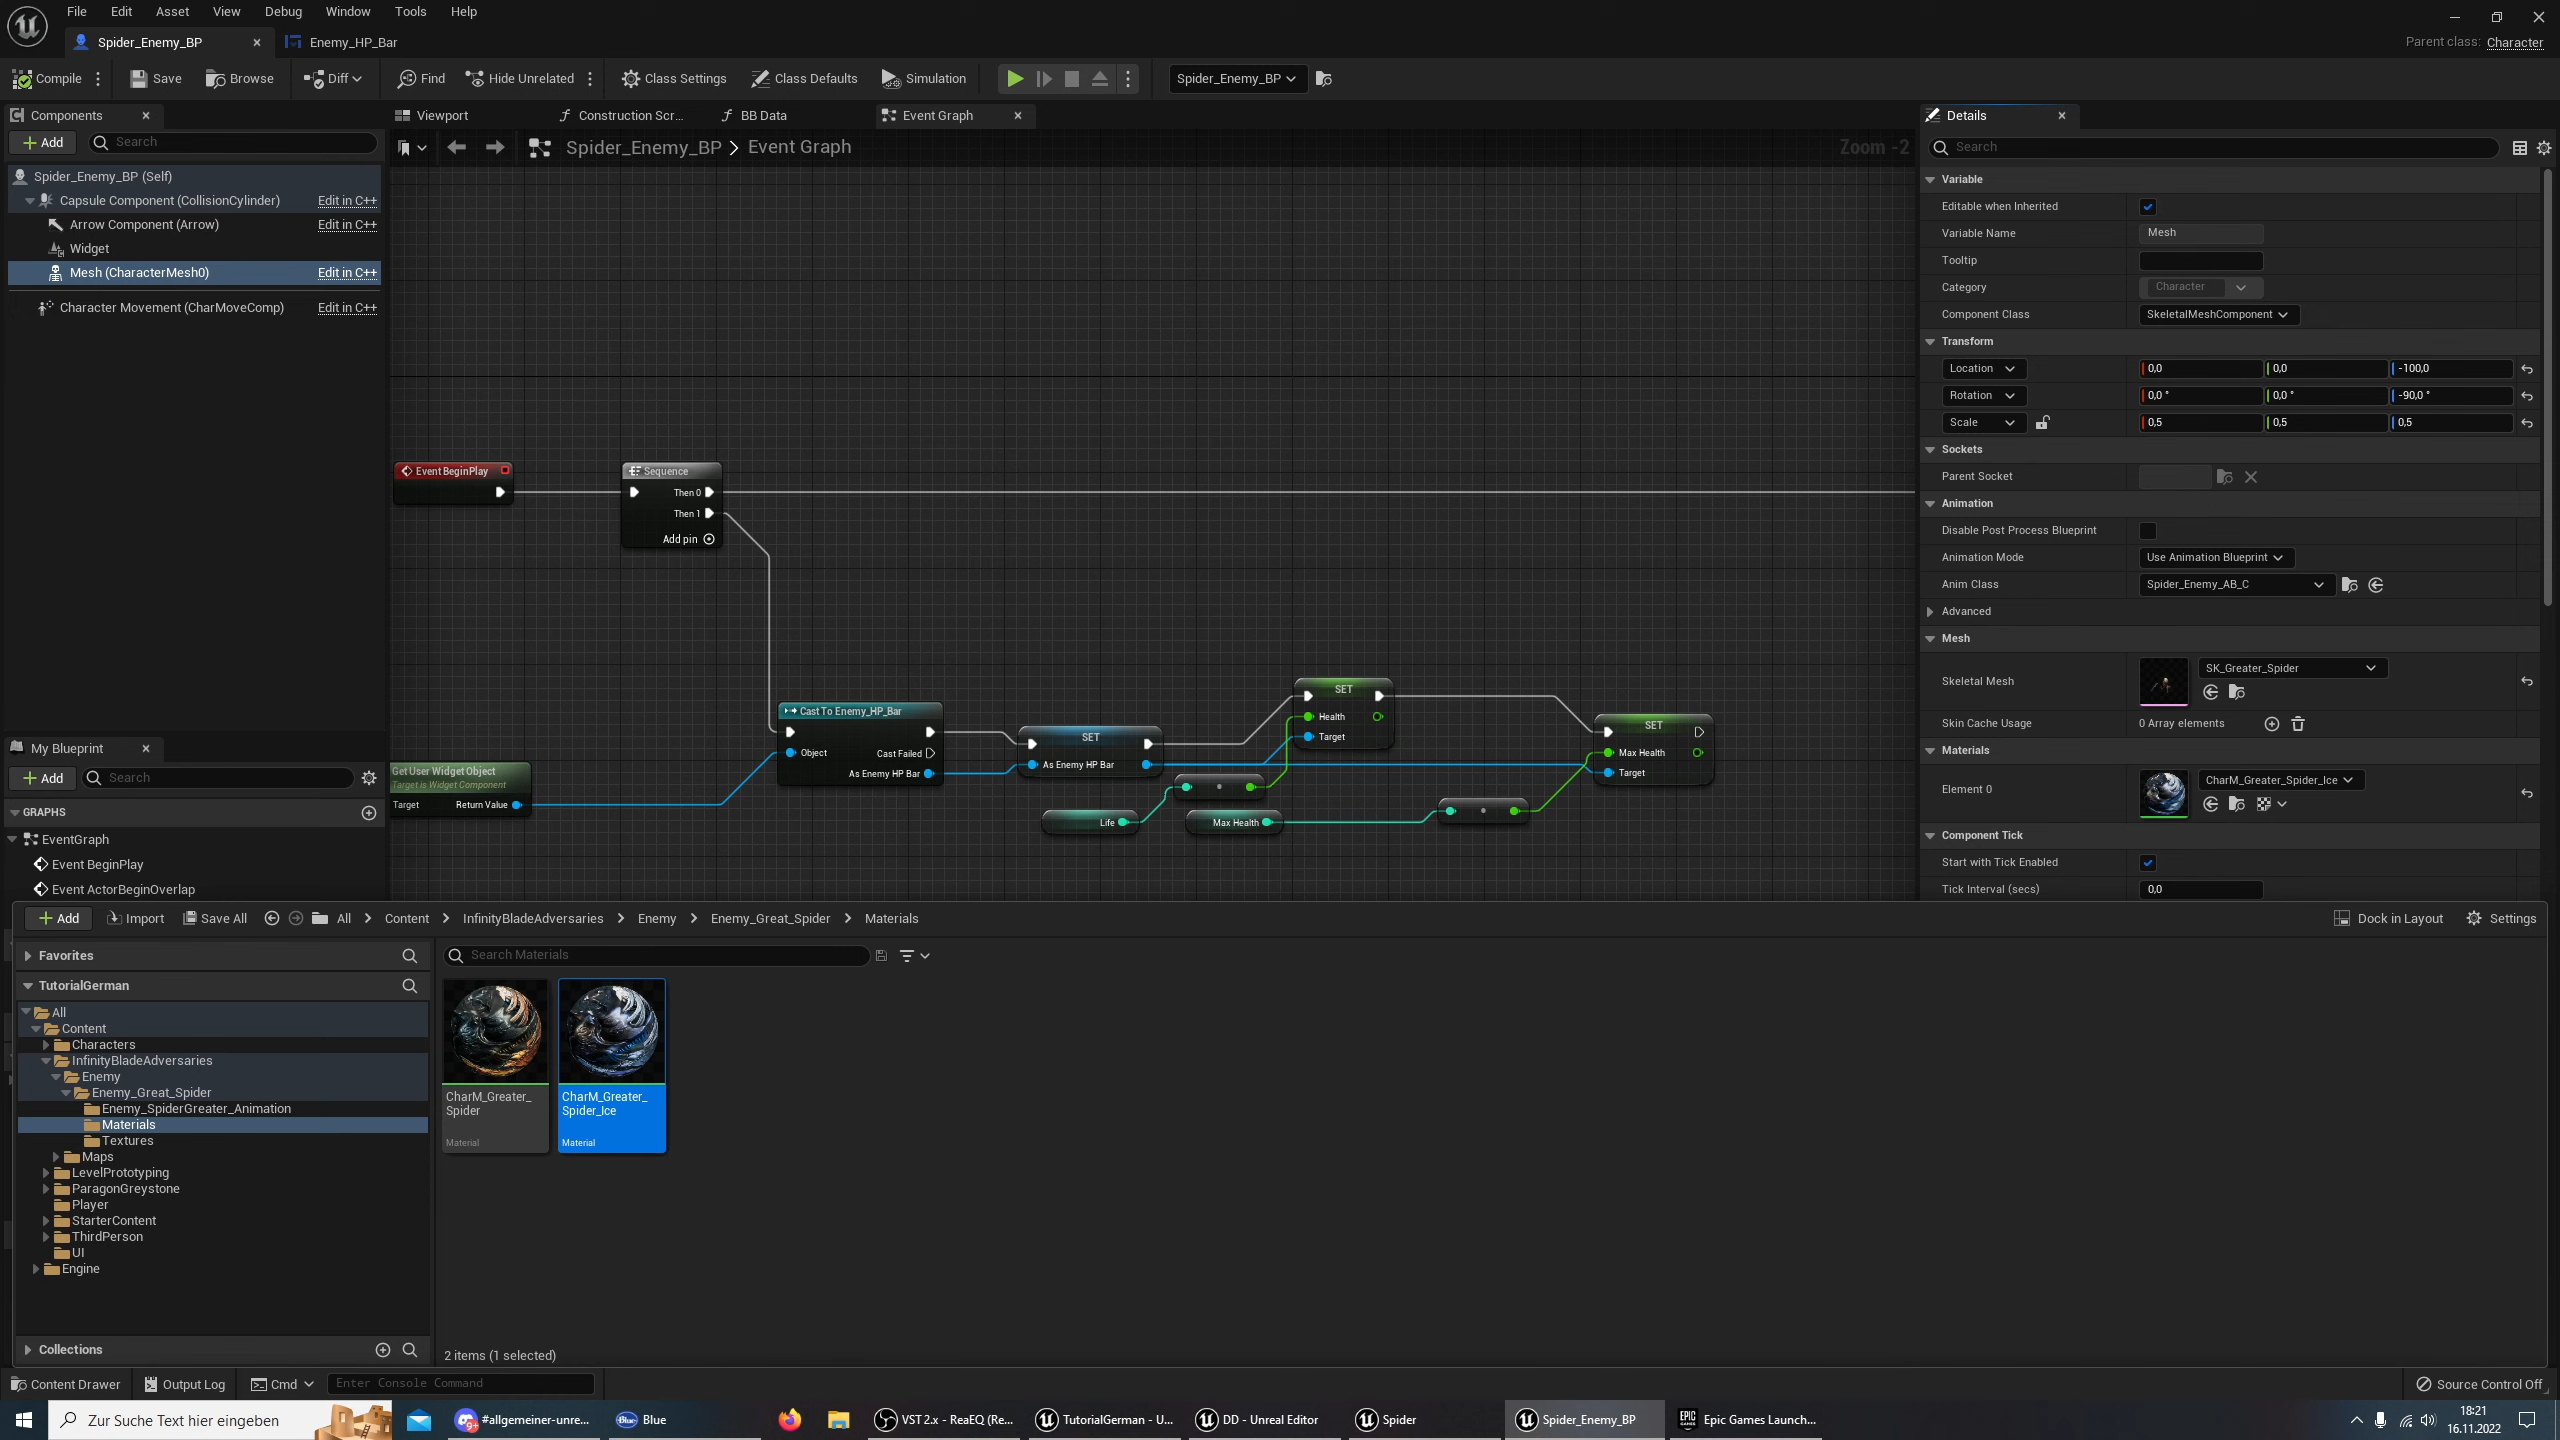 File Edit Asset View Debug Window Tools Help
Spider_Enemy_BP
Enemy_HP_Bar
Parent class: Character
Compile
Save
Browse
Diff
Find
Hide Unrelated
Class Settings
Class Defaults
Simulation
Spider_Enemy_BP
Components
Add
Search
Spider_Enemy_BP (Self)
Capsule Component (CollisionCylinder) Edit in C++
Arrow Component (Arrow) Edit in C++
Widget
Mesh (CharacterMesh0) Edit in C++
Character Movement (CharMoveComp) Edit in C++
My Blueprint
Add
Search
GRAPHS
EventGraph
Event BeginPlay
Event ActorBeginOverlap
Viewport
Construction Scr...
BB Data
Event Graph
Spider_Enemy_BP > Event Graph
Zoom -2
Event BeginPlay
Sequence
Then 0
Then 1
Add pin
Cast To Enemy_HP_Bar
Object
Cast Failed
As Enemy HP Bar
Get User Widget Object
Target is Widget Component
Target Return Value
SET
As Enemy HP Bar
SET
Health
Target
SET
Max Health
Target
Life
Max Health
Details
Search
Variable
Editable when Inherited
Variable Name Mesh
Tooltip
Category Character
Component Class SkeletalMeshComponent
Transform
Location 0,0 0,0 -100,0
Rotation 0,0 ° 0,0 ° -90,0 °
Scale 0,5 0,5 0,5
Sockets
Parent Socket
Animation
Disable Post Process Blueprint
Animation Mode Use Animation Blueprint
Anim Class Spider_Enemy_AB_C
Advanced
Mesh
Skeletal Mesh SK_Greater_Spider
Skin Cache Usage 0 Array elements
Materials
Element 0 CharM_Greater_Spider_Ice
Component Tick
Start with Tick Enabled
Tick Interval (secs) 0,0
Add
Import
Save All
All > Content > InfinityBladeAdversaries > Enemy > Enemy_Great_Spider > Materials
Dock in Layout
Settings
Favorites
TutorialGerman
All
Content
Characters
InfinityBladeAdversaries
Enemy
Enemy_Great_Spider
Enemy_SpiderGreater_Animation
Materials
Textures
Maps
LevelPrototyping
ParagonGreystone
Player
StarterContent
ThirdPerson
UI
Engine
Collections
Search Materials
CharM_Greater_
Spider
Material
CharM_Greater_
Spider_Ice
Material
2 items (1 selected)
Content Drawer
Output Log
Cmd
Enter Console Command
Source Control Off
Zur Suche Text hier eingeben
9+
#allgemeiner-unre...
Blue
Blue
VST 2.x - ReaEQ (Re...
TutorialGerman - U...
DD - Unreal Editor
Spider
Spider_Enemy_BP
EPIC
GAMES
Epic Games Launch...
18:21
16.11.2022